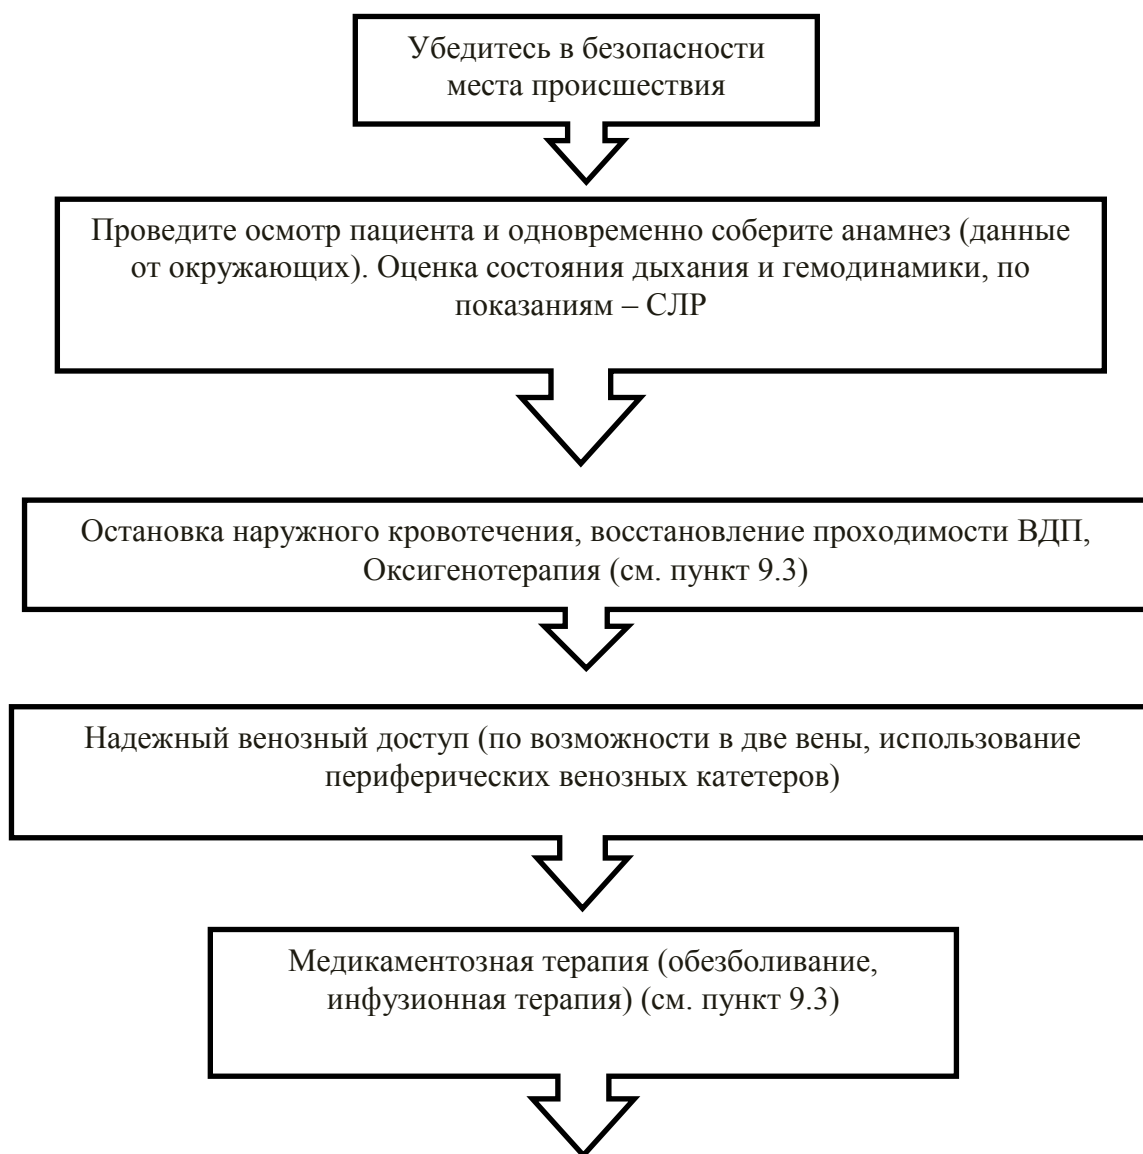 Убедитесь в безопасности
места происшествия
Проведите осмотр пациента и одновременно соберите анамнез (данные
от окружающих). Оценка состояния дыхания и гемодинамики, по
показаниям – СЛР
Остановка наружного кровотечения, восстановление проходимости ВДП,
Оксигенотерапия (см. пункт 9.3)
Надежный венозный доступ (по возможности в две вены, использование
периферических венозных катетеров)
Медикаментозная терапия (обезболивание,
инфузионная терапия) (см. пункт 9.3)